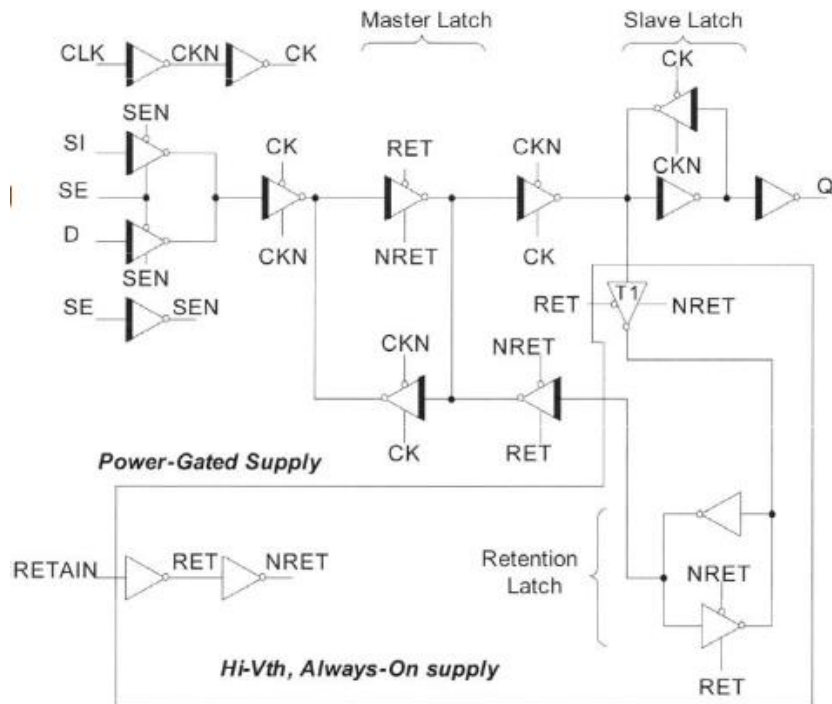 Master Latch
Slave Latch
CLK CKN CK
CK
SEN
SI
CK
RET
CKN
CKN
SE
Q
D
CKN
NRET
CK
SEN
RET T1 NRET
SE SEN
CKN
NRET
CK
RET
Power-Gated Supply
RETAIN RET NRET
Retention
Latch
NRET
Hi-Vth, Always-On supply
RET